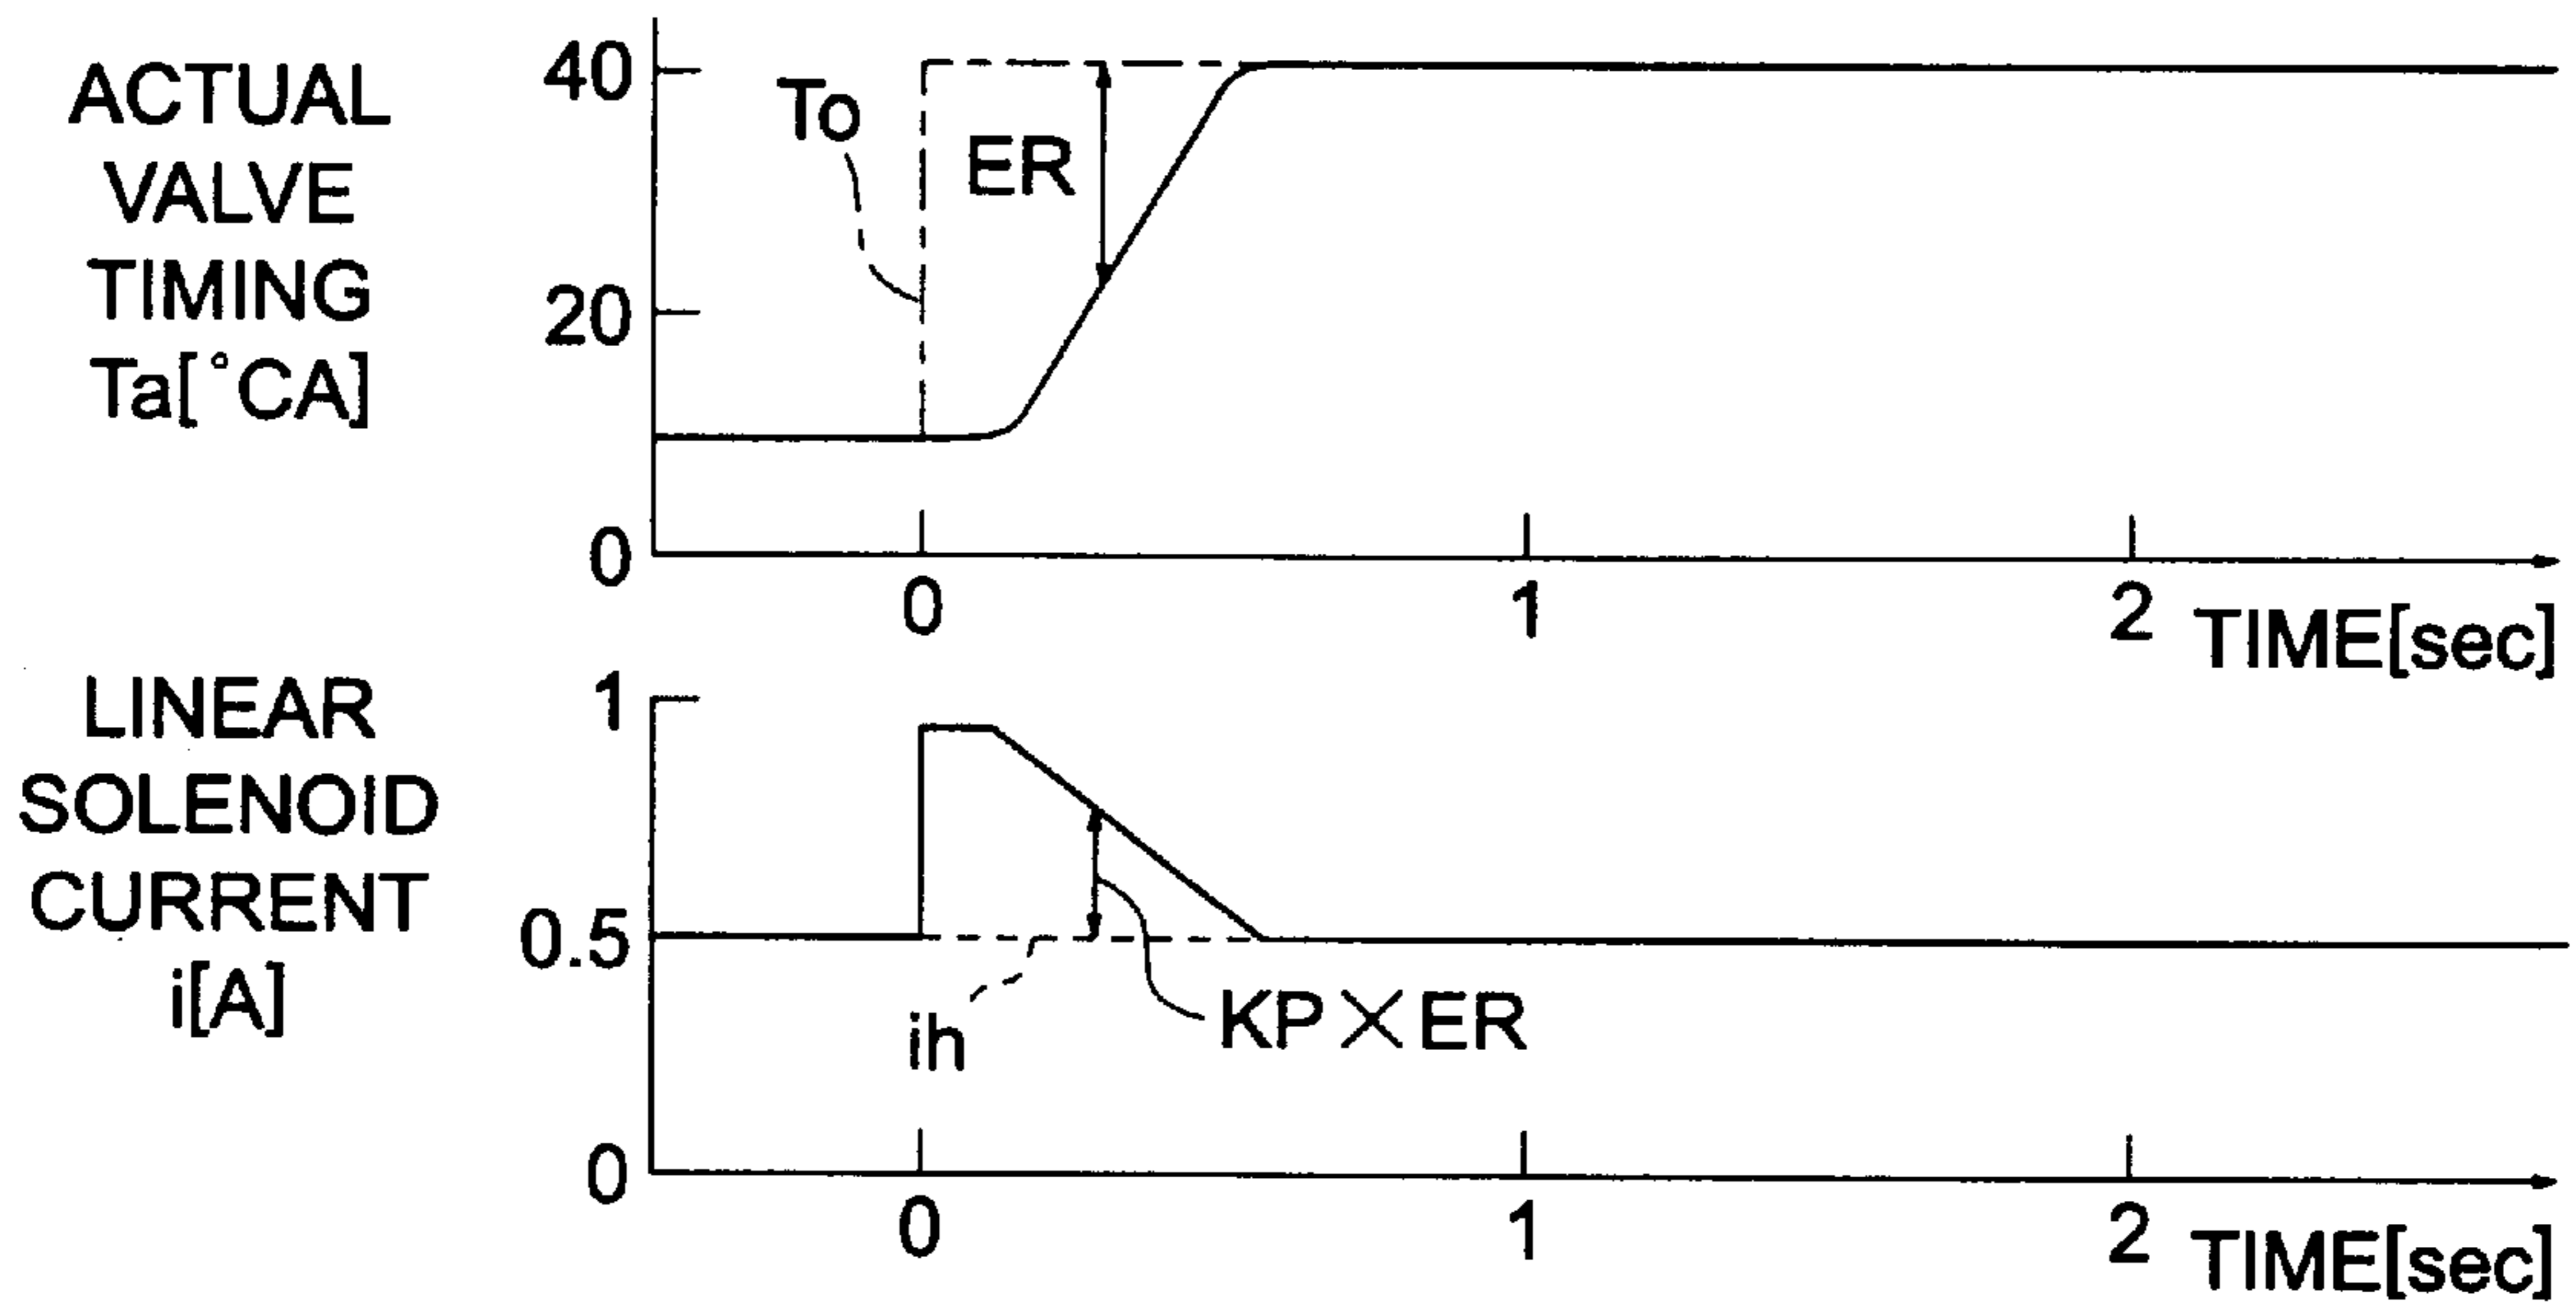 ACTUAL
VALVE
TIMING
Ta[°CA]
40
20
0
To
ER
0
1
2
TIME[sec]
LINEAR
SOLENOID
CURRENT
i[A]
1
0.5
0
ih
KP×ER
0
1
2
TIME[sec]